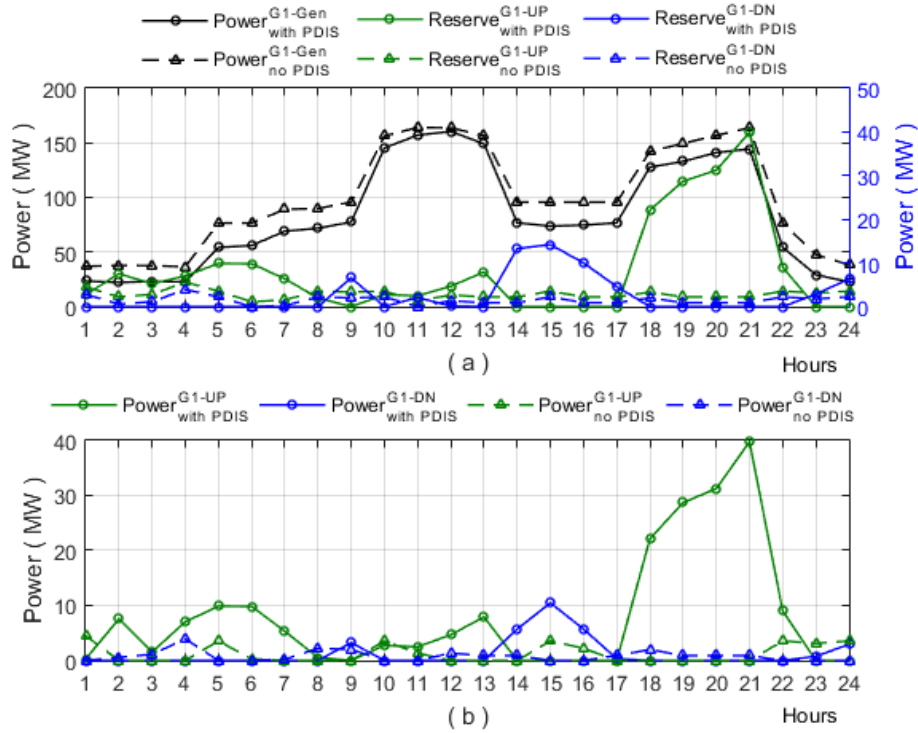 Power G1-Gen with PDIS Reserve G1-UP with PDIS Reserve G1-DN with PDIS
Power G1-Gen no PDIS Reserve G1-UP no PDIS Reserve G1-DN no PDIS
200 50
150 40
30
100
20
50
10
0 0
Power ( MW )
Power ( MW )
1 2 3 4 5 6 7 8 9 10 11 12 13 14 15 16 17 18 19 20 21 22 23 24
( a ) Hours
Power G1-UP with PDIS Power G1-DN with PDIS Power G1-UP no PDIS Power G1-DN no PDIS
40
30
20
10
0
Power ( MW )
1 2 3 4 5 6 7 8 9 10 11 12 13 14 15 16 17 18 19 20 21 22 23 24
( b ) Hours